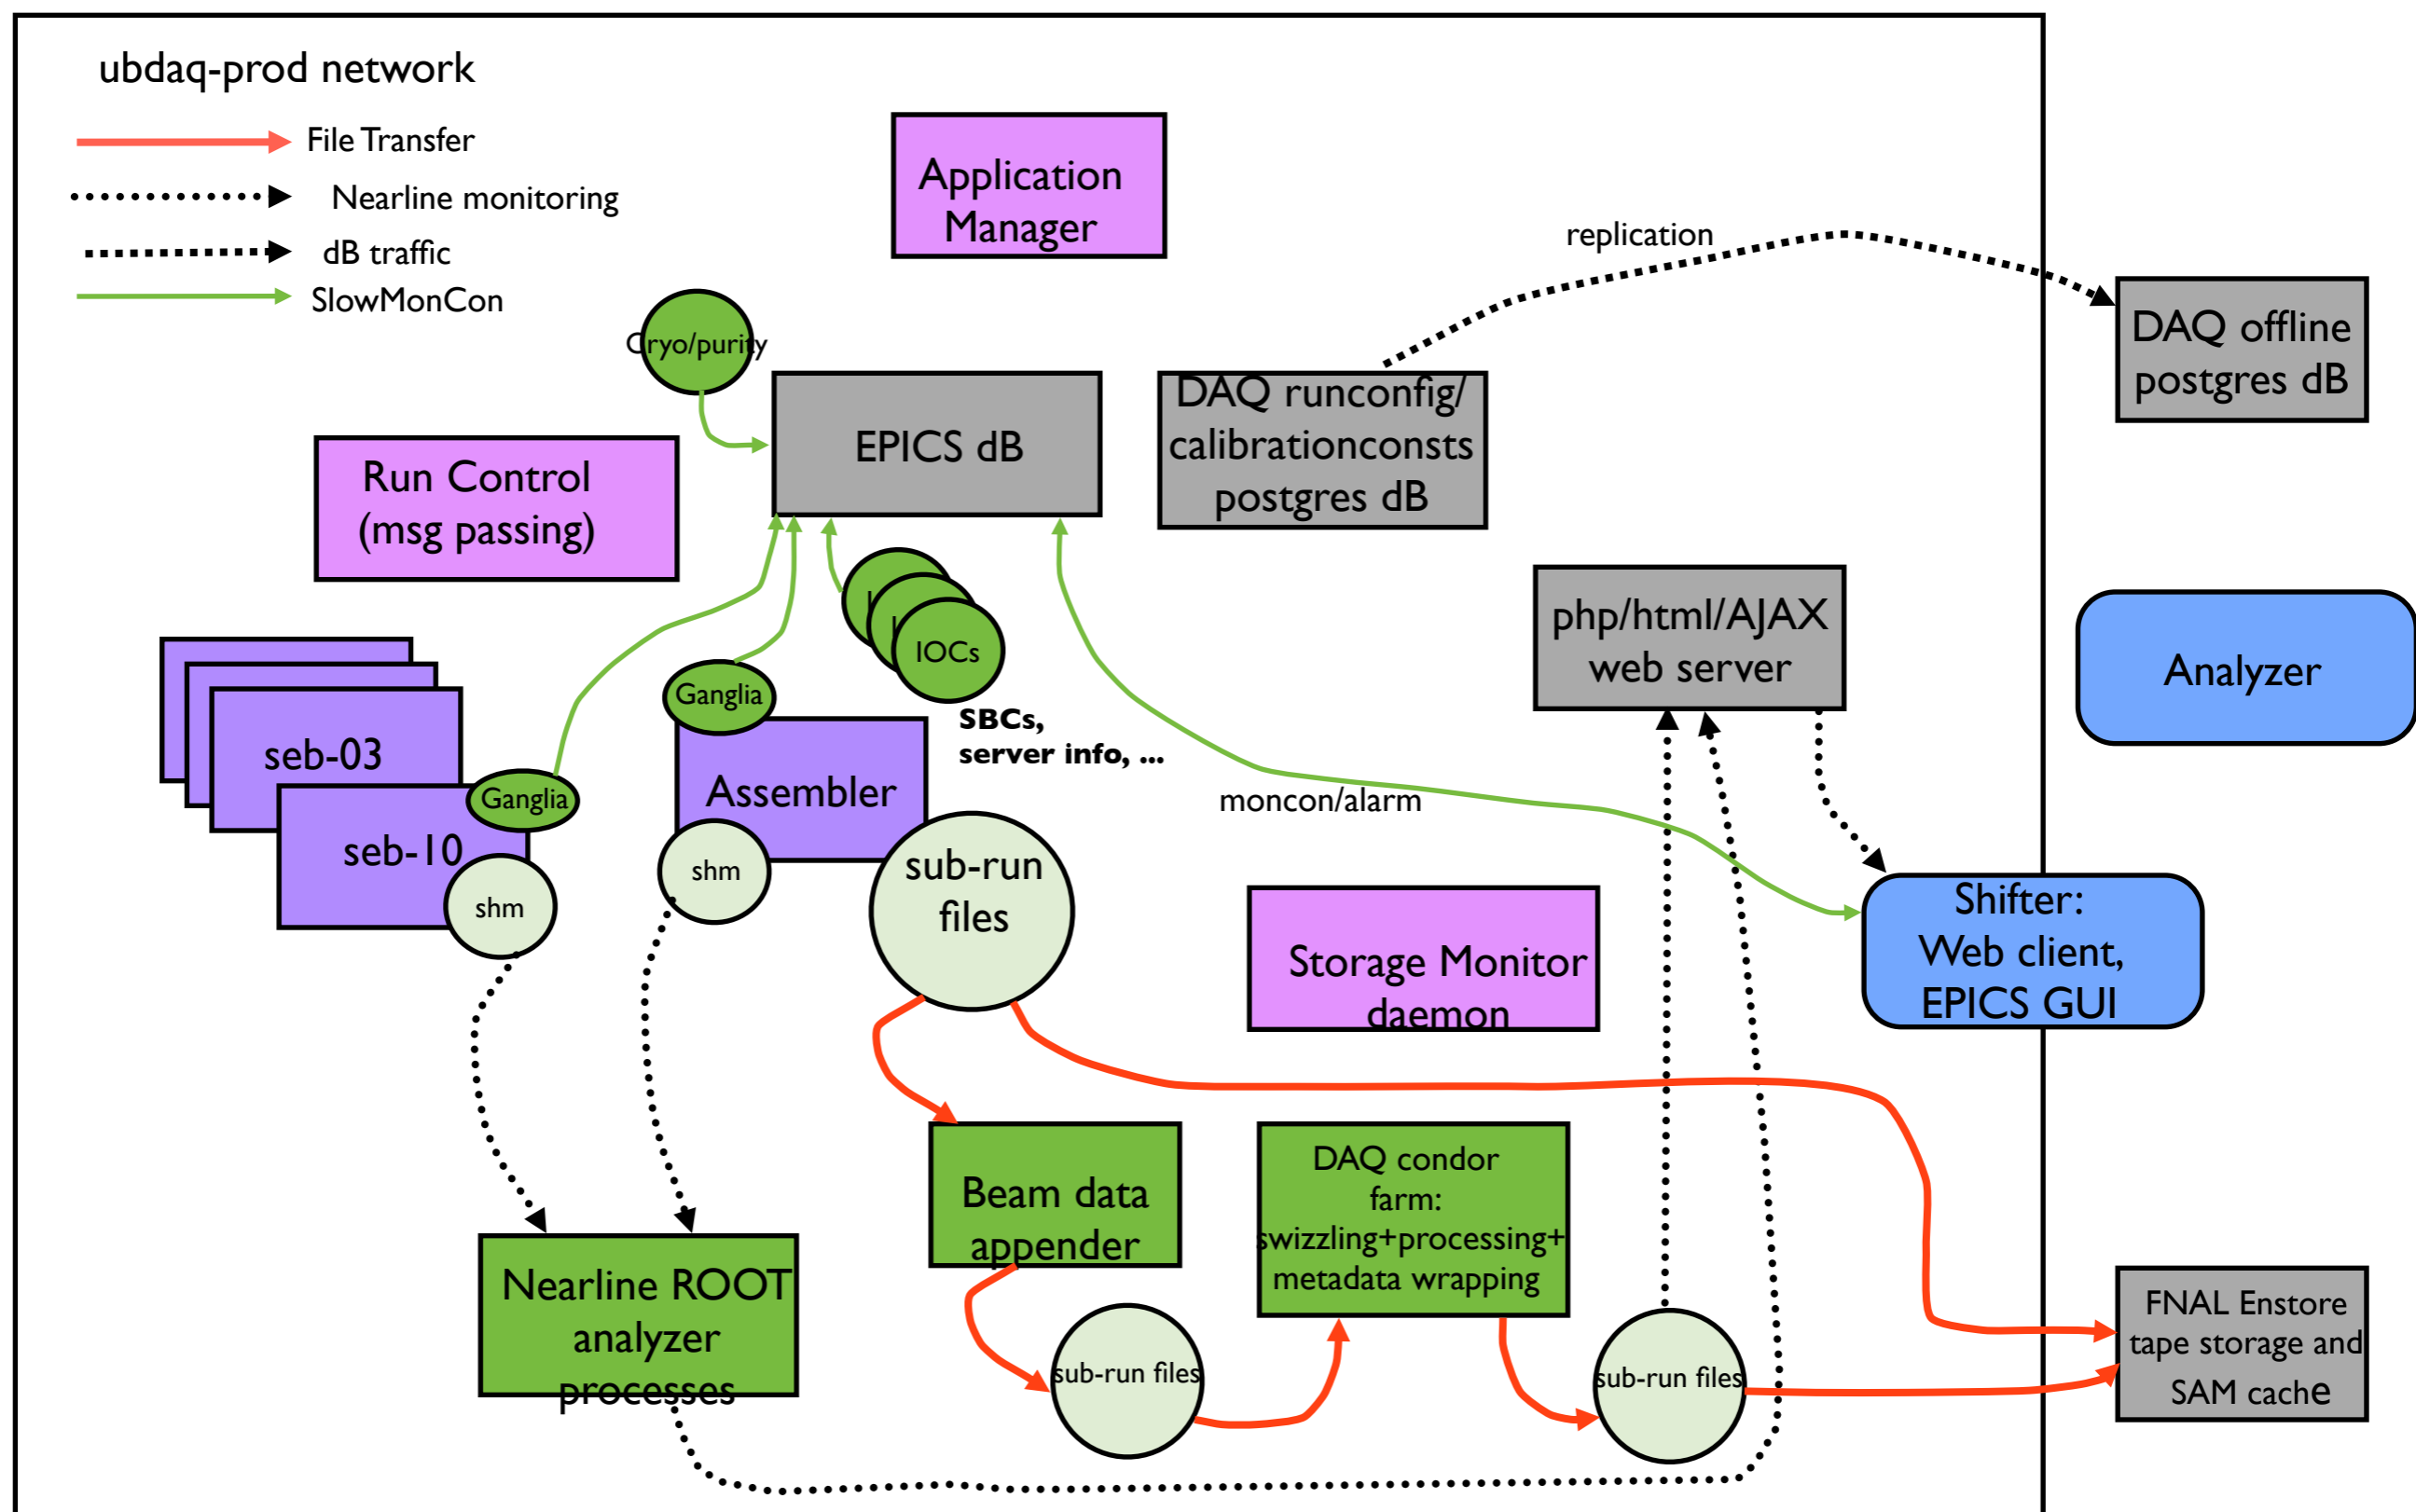 ubdaq-prod network
File Transfer
Nearline monitoring
dB traffic
SlowMonCon
Application
Manager
replication
DAQ offline
postgres dB
Cryo/purity
EPICS dB
DAQ runconfig/
calibrationconsts
postgres dB
Run Control
(msg passing)
IOCs
SBCs,
server info, ...
php/html/AJAX
web server
Analyzer
seb-03
Ganglia
seb-10
shm
Ganglia
Assembler
shm
sub-run
files
moncon/alarm
Storage Monitor
daemon
Shifter:
Web client,
EPICS GUI
Beam data
appender
DAQ condor
farm:
swizzling+processing+
metadata wrapping
Nearline ROOT
analyzer
processes
sub-run files
sub-run files
FNAL Enstore
tape storage and
SAM cache